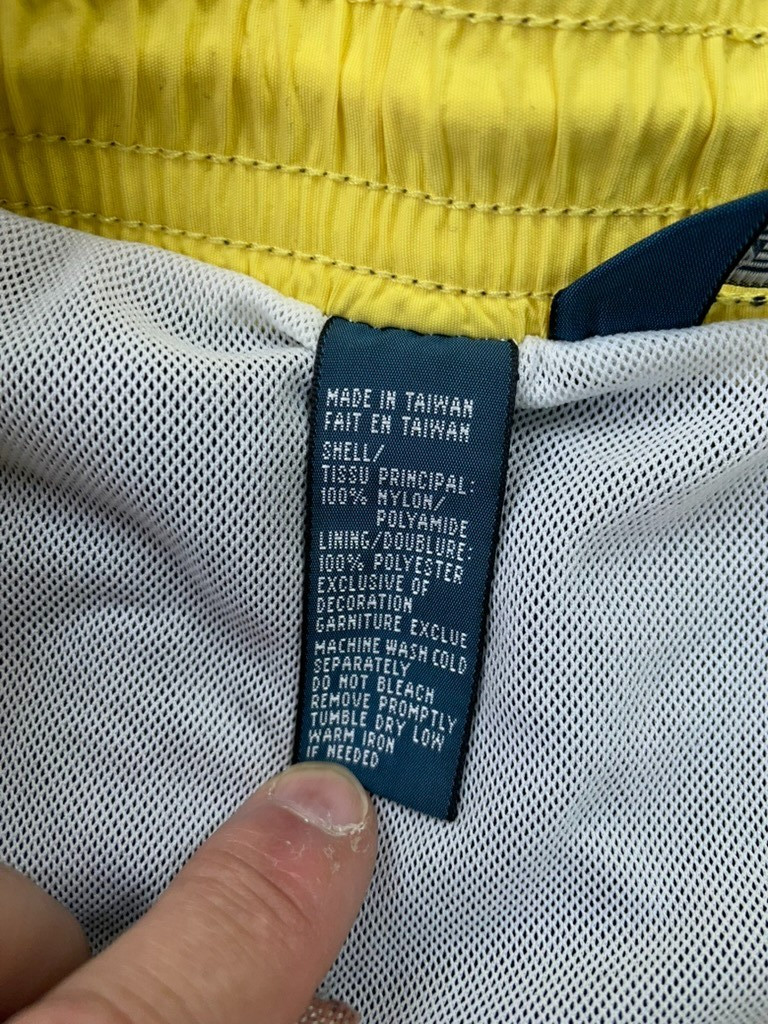 MADE IN TAIWAN
FAIT EN TAIWAN
SHELL/
TISSU PRINCIPAL:
100% NYLON/
POLYAMIDE
LINING/DOUBLURE:
100% POLYESTER
EXCLUSIVE OF
DECORATION
GARNITURE EXCLUE
MACHINE WASH COLD
SEPARATELY
DO NOT BLEACH
REMOVE PROMPTLY
TUMBLE DRY LOW
WARM IRON
IF NEEDED